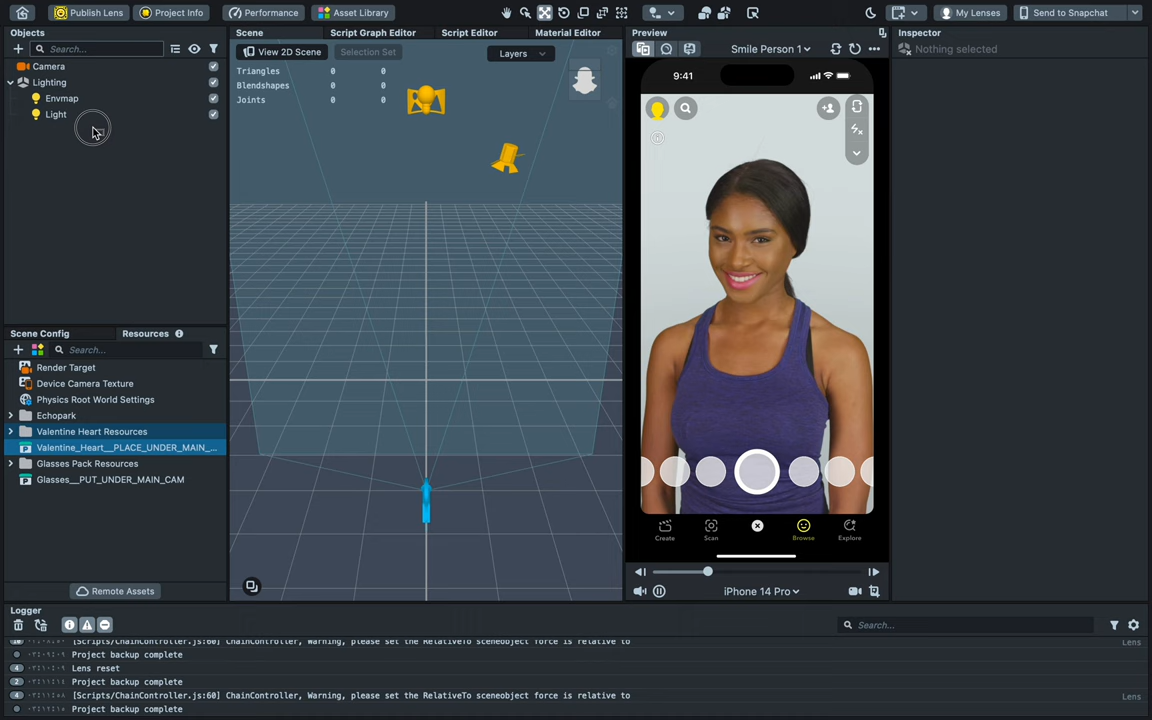 Publish Lens Project Info Performance Asset Library My Lenses Send to Snapchat
Objects
Search...
Camera
Lighting
Envmap
Light
Scene Config Resources
Search...
Render Target
Device Camera Texture
Physics Root World Settings
Echopark
Valentine Heart Resources
Valentine_Heart__PLACE_UNDER_MAIN_...
Glasses Pack Resources
Glasses__PUT_UNDER_MAIN_CAM
Remote Assets
Scene Script Graph Editor Script Editor Material Editor
View 2D Scene Selection Set Layers
Triangles 0 0
Blendshapes 0 0
Joints 0 0
Preview
Smile Person 1
9:41
Create Scan Browse Explore
iPhone 14 Pro
Inspector
Nothing selected
Logger
Search...
[Scripts/ChainController.js:60] ChainController, Warning, please set the RelativeTo sceneobject force is relative to Lens
Project backup complete
4 Lens reset
2 Project backup complete
4 [Scripts/ChainController.js:60] ChainController, Warning, please set the RelativeTo sceneobject force is relative to Lens
Project backup complete